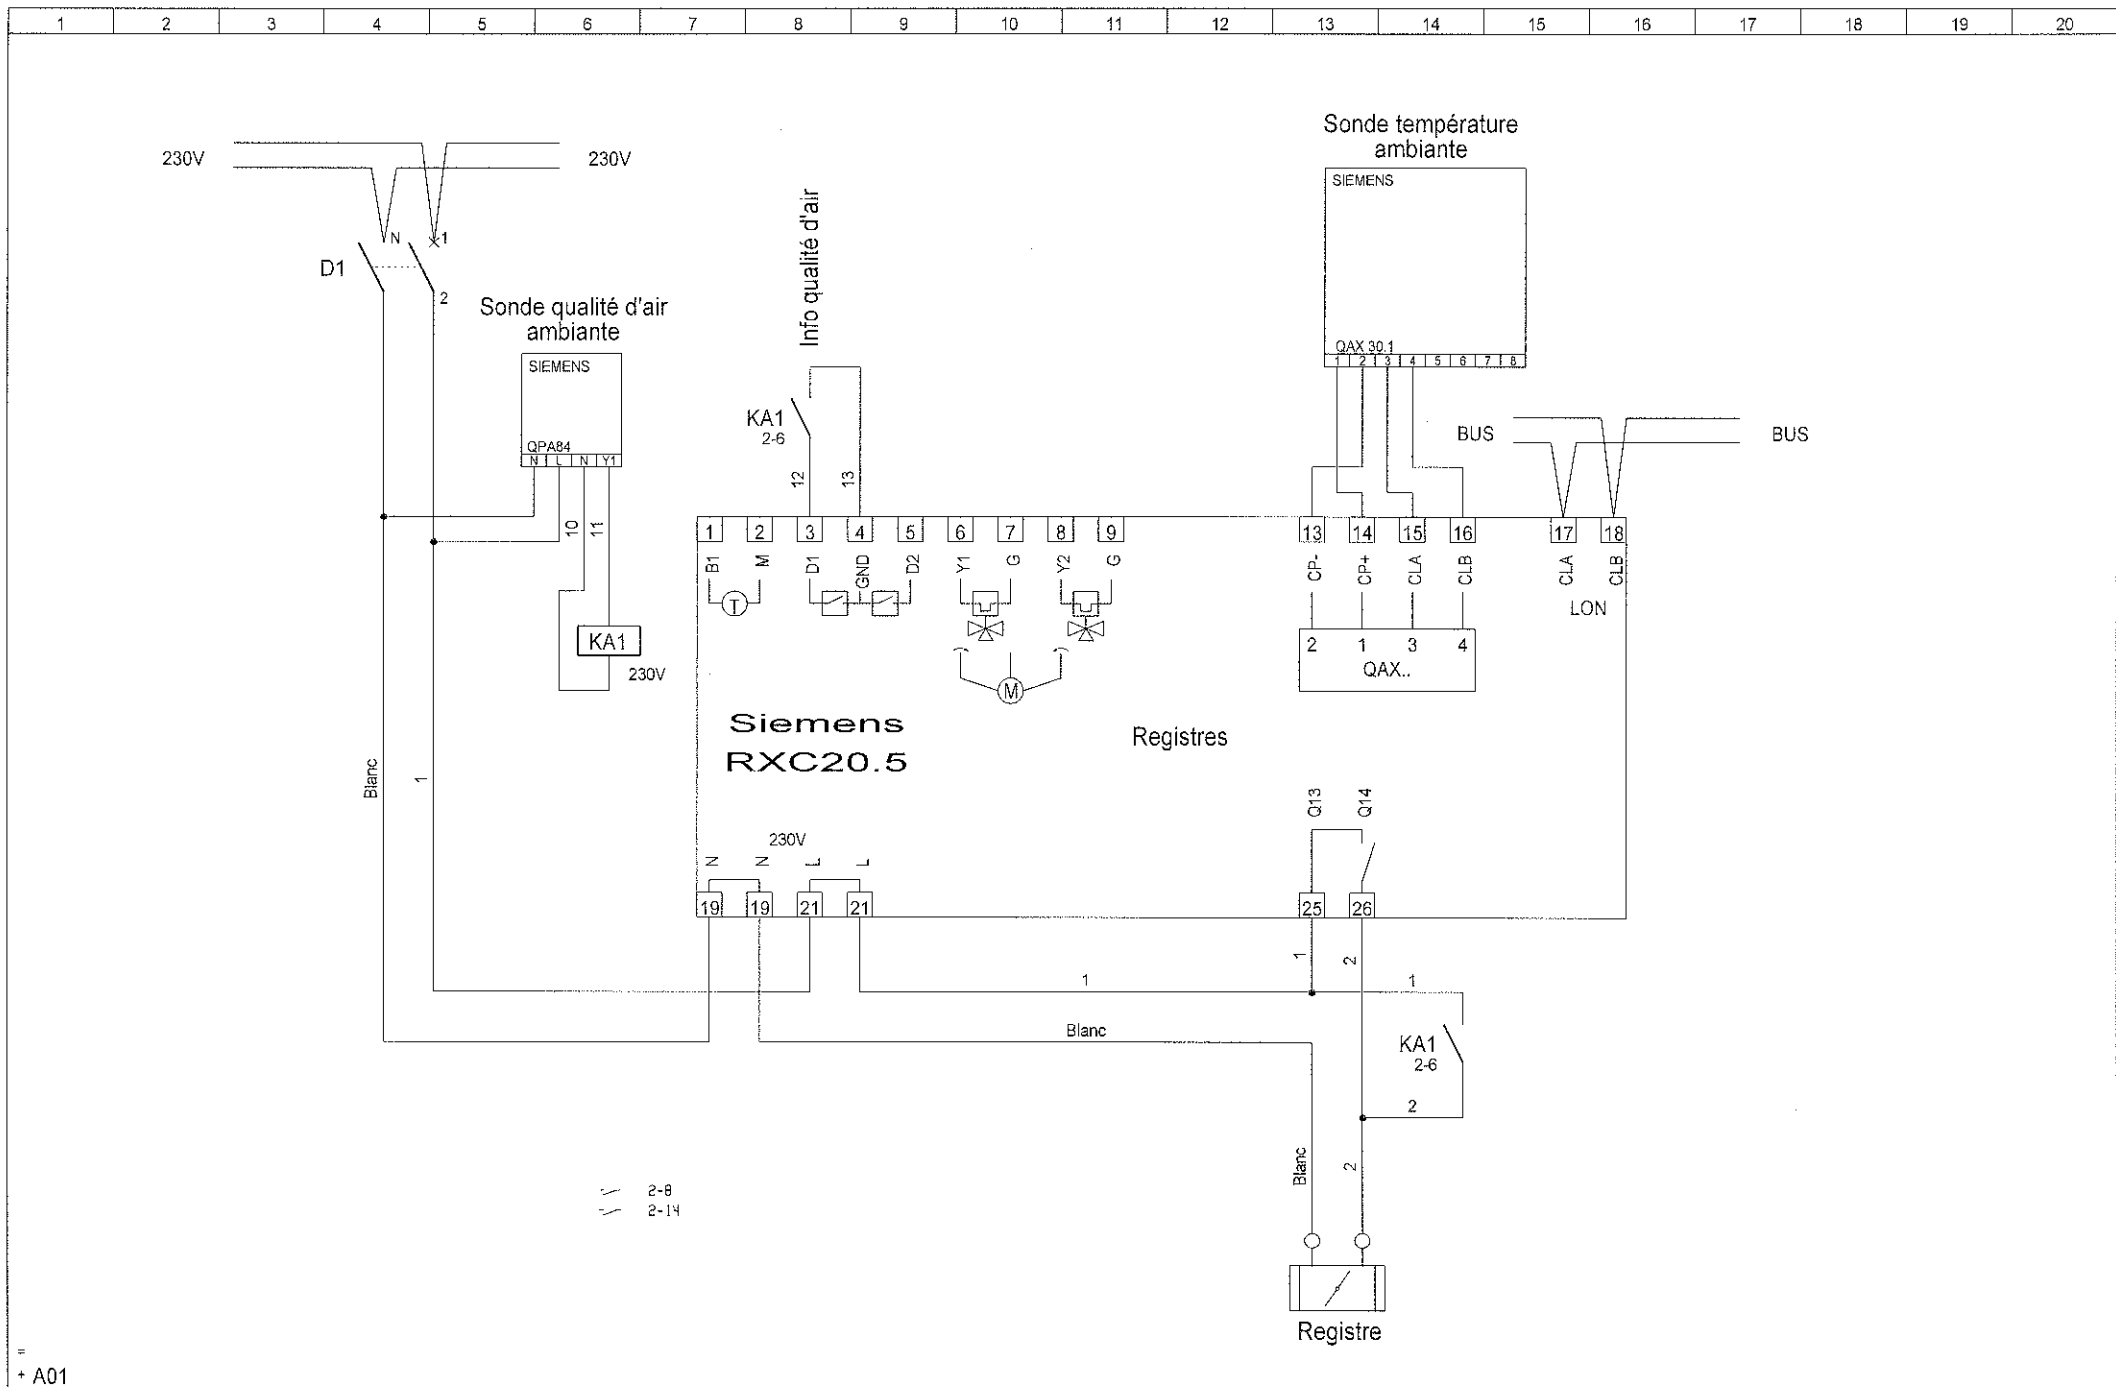 1 2 3 4 5 6 7 8 9 10 11 12 13 14 15 16 17 18 19 20
Sonde température
ambiante
230V
230V
SIEMENS
Info qualité d'air
N
1
D1
2
Sonde qualité d'air
ambiante
QAX 30.1
1 2 3 4 5 6 7 8
SIEMENS
KA1
2-6
BUS
BUS
QPA84
N L N Y1
12
13
10
11
1 2 3 4 5 6 7 8 9 13 14 15 16 17 18
B1 M D1 GND D2 Y1 G Y2 G CP- CP+ CLA CLB CLA CLB
T
LON
KA1
230V
2 1 3 4
QAX..
M
Siemens
RXC20.5
Registres
Blanc
1
Q13 Q14
230V
N N L L
19 19 21 21 25 26
1
2
1
1
Blanc
KA1
2-6
2
Blanc
2
2-8
2-14
Registre
=
+ A01